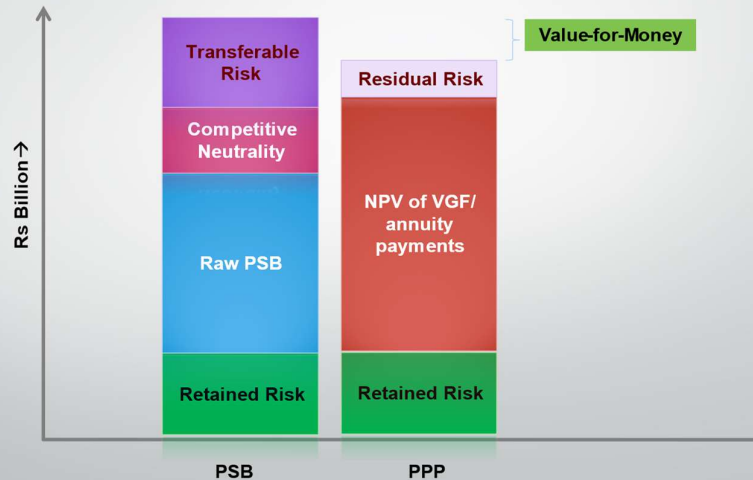 Rs Billion→
Transferable
Risk
Competitive
Neutrality
Raw PSB
Retained Risk
PSB
Residual Risk
NPV of VGF/
annuity
payments
Retained Risk
PPP
Value-for-Money